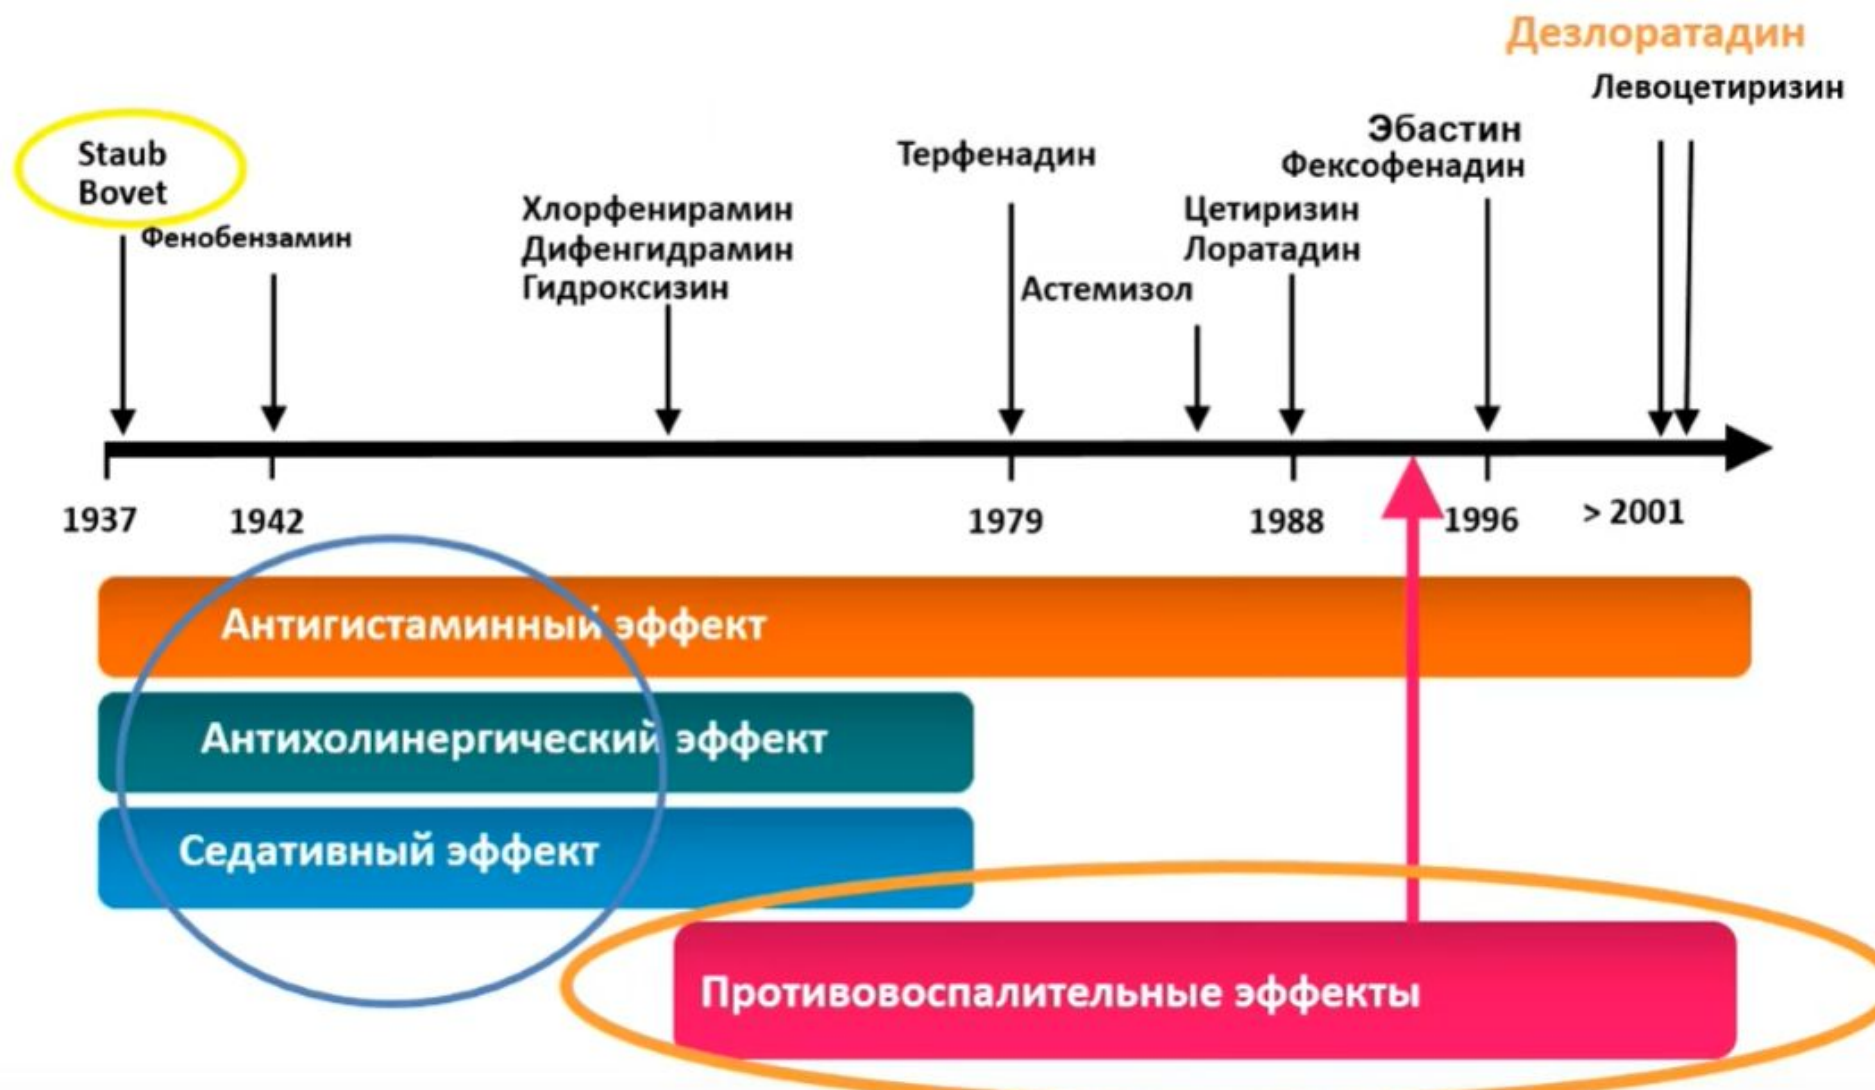 Дезлоратадин
Левоцетиризин
Staub
Bovet
Фенобензамин
Хлорфенирамин
Дифенгидрамин
Гидроксизин
Терфенадин
Астемизол
Цетиризин
Лоратадин
Эбастин
Фексофенадин
1937
1942
1979
1988
1996
> 2001
Антигистаминный эффект
Антихолинергический эффект
Седативный эффект
Противовоспалительные эффекты